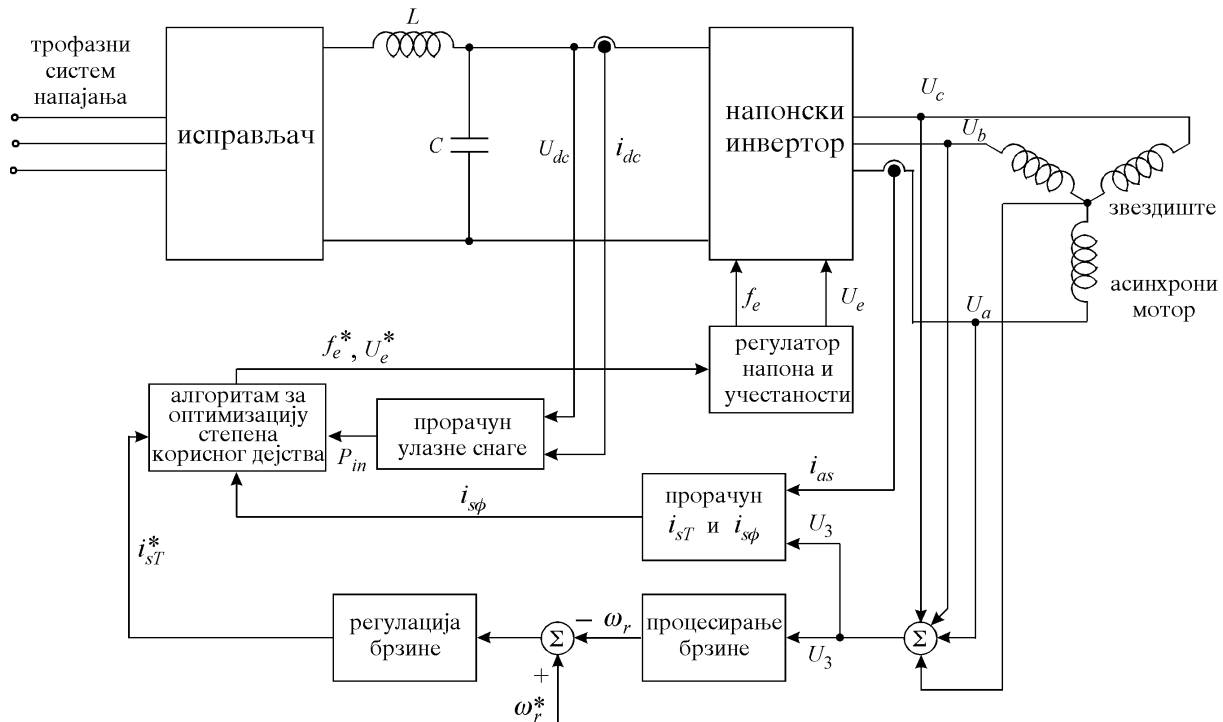 трофазни
систем
напајања
исправљач
L
C
U_dc
i_dc
напонски
инвертор
U_c
U_b
звездиште
асинхрони
мотор
U_a
f_e
U_e
f_e*, U_e*
регулатор
напона и
учестаности
алгоритам за
оптимизацију
степена
корисног дејства
P_in
прорачун
улазне снаге
i_as
i_sϕ
прорачун
i_sT и i_sϕ
U_3
i_sT*
регулација
брзине
Σ
− ω_r
+
ω_r*
процесирање
брзине
U_3
Σ